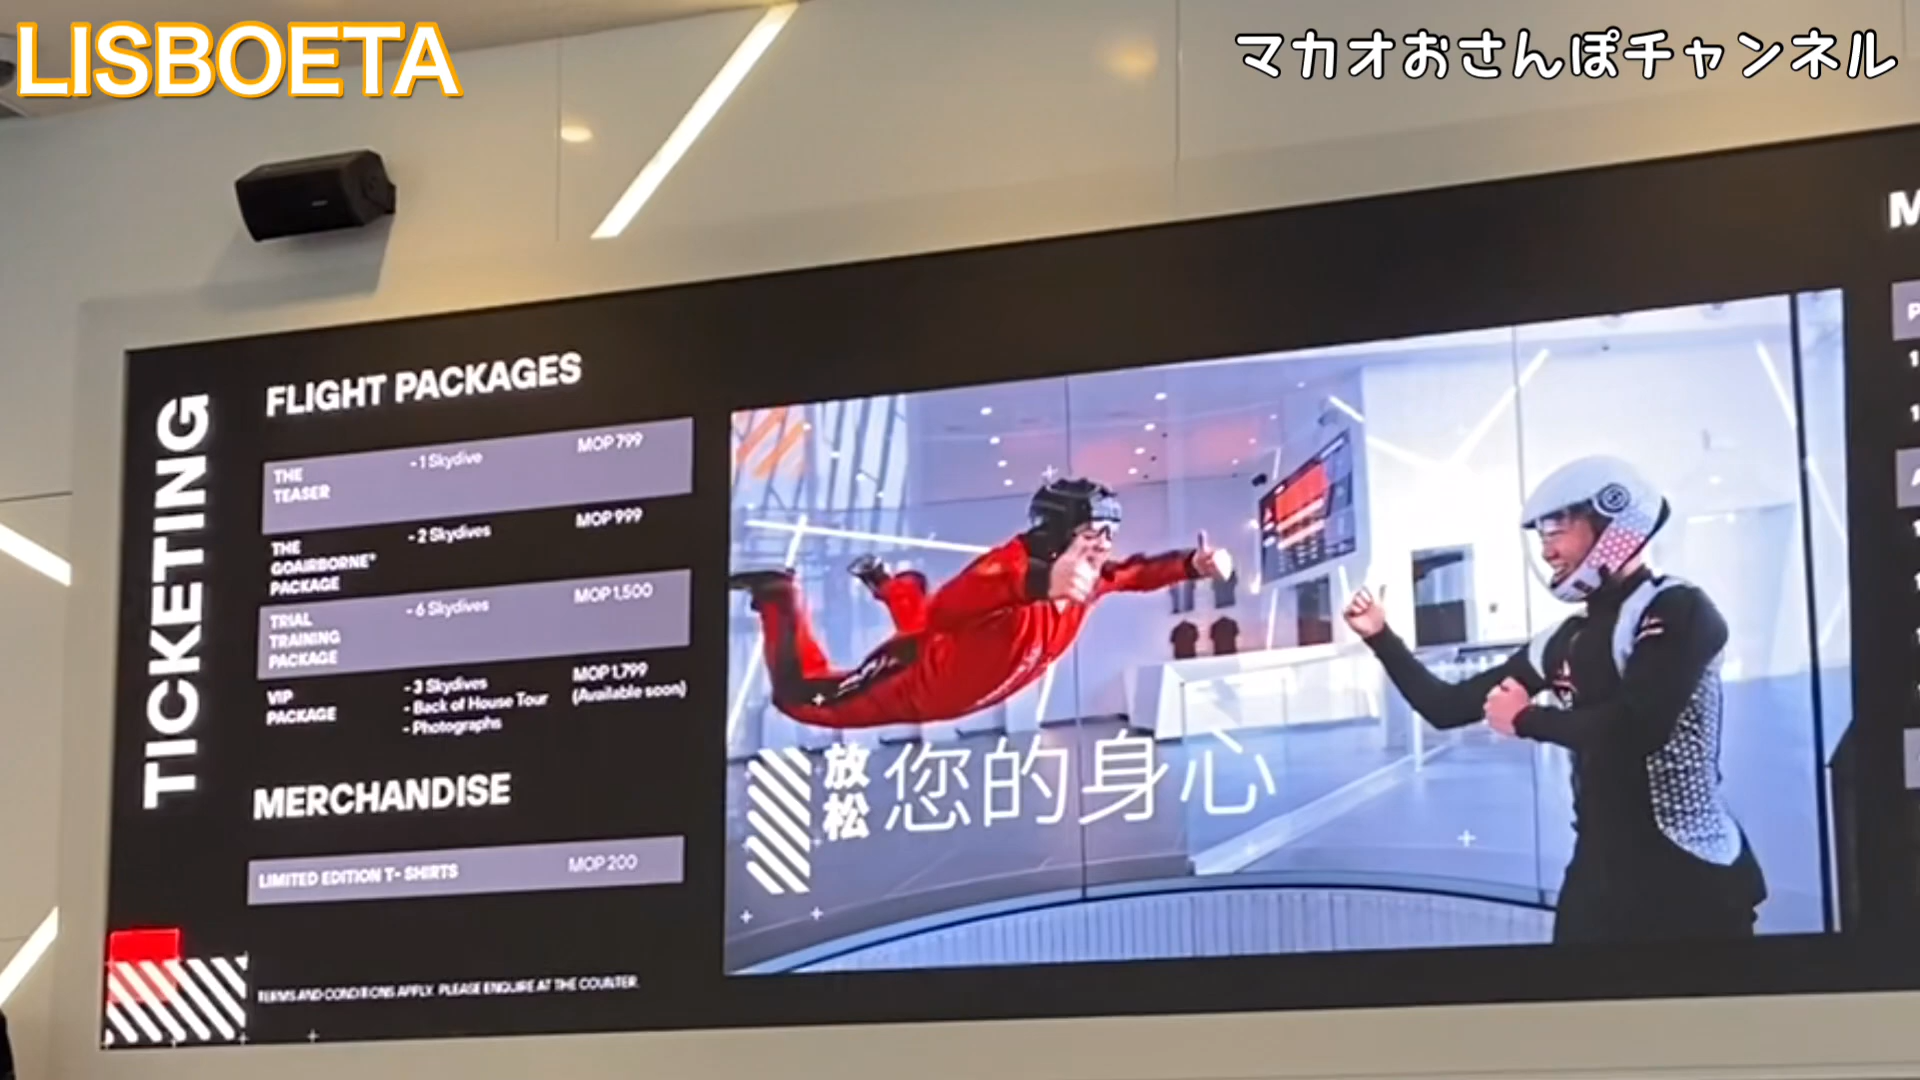 LISBOETA
マカオおさんぽチャンネル
TICKETING
FLIGHT PACKAGES
THE TEASER - 1 Skydive MOP 799
THE GOAIRBORNE* PACKAGE - 2 Skydives MOP 999
TRIAL TRAINING PACKAGE - 6 Skydives MOP 1,500
VIP PACKAGE - 3 Skydives MOP 1,799
- Back of House Tour (Available soon)
- Photographs
MERCHANDISE
LIMITED EDITION T- SHIRTS MOP 200
TERMS AND CONDITIONS APPLY. PLEASE ENQUIRE AT THE COUNTER.
放松 您的身心